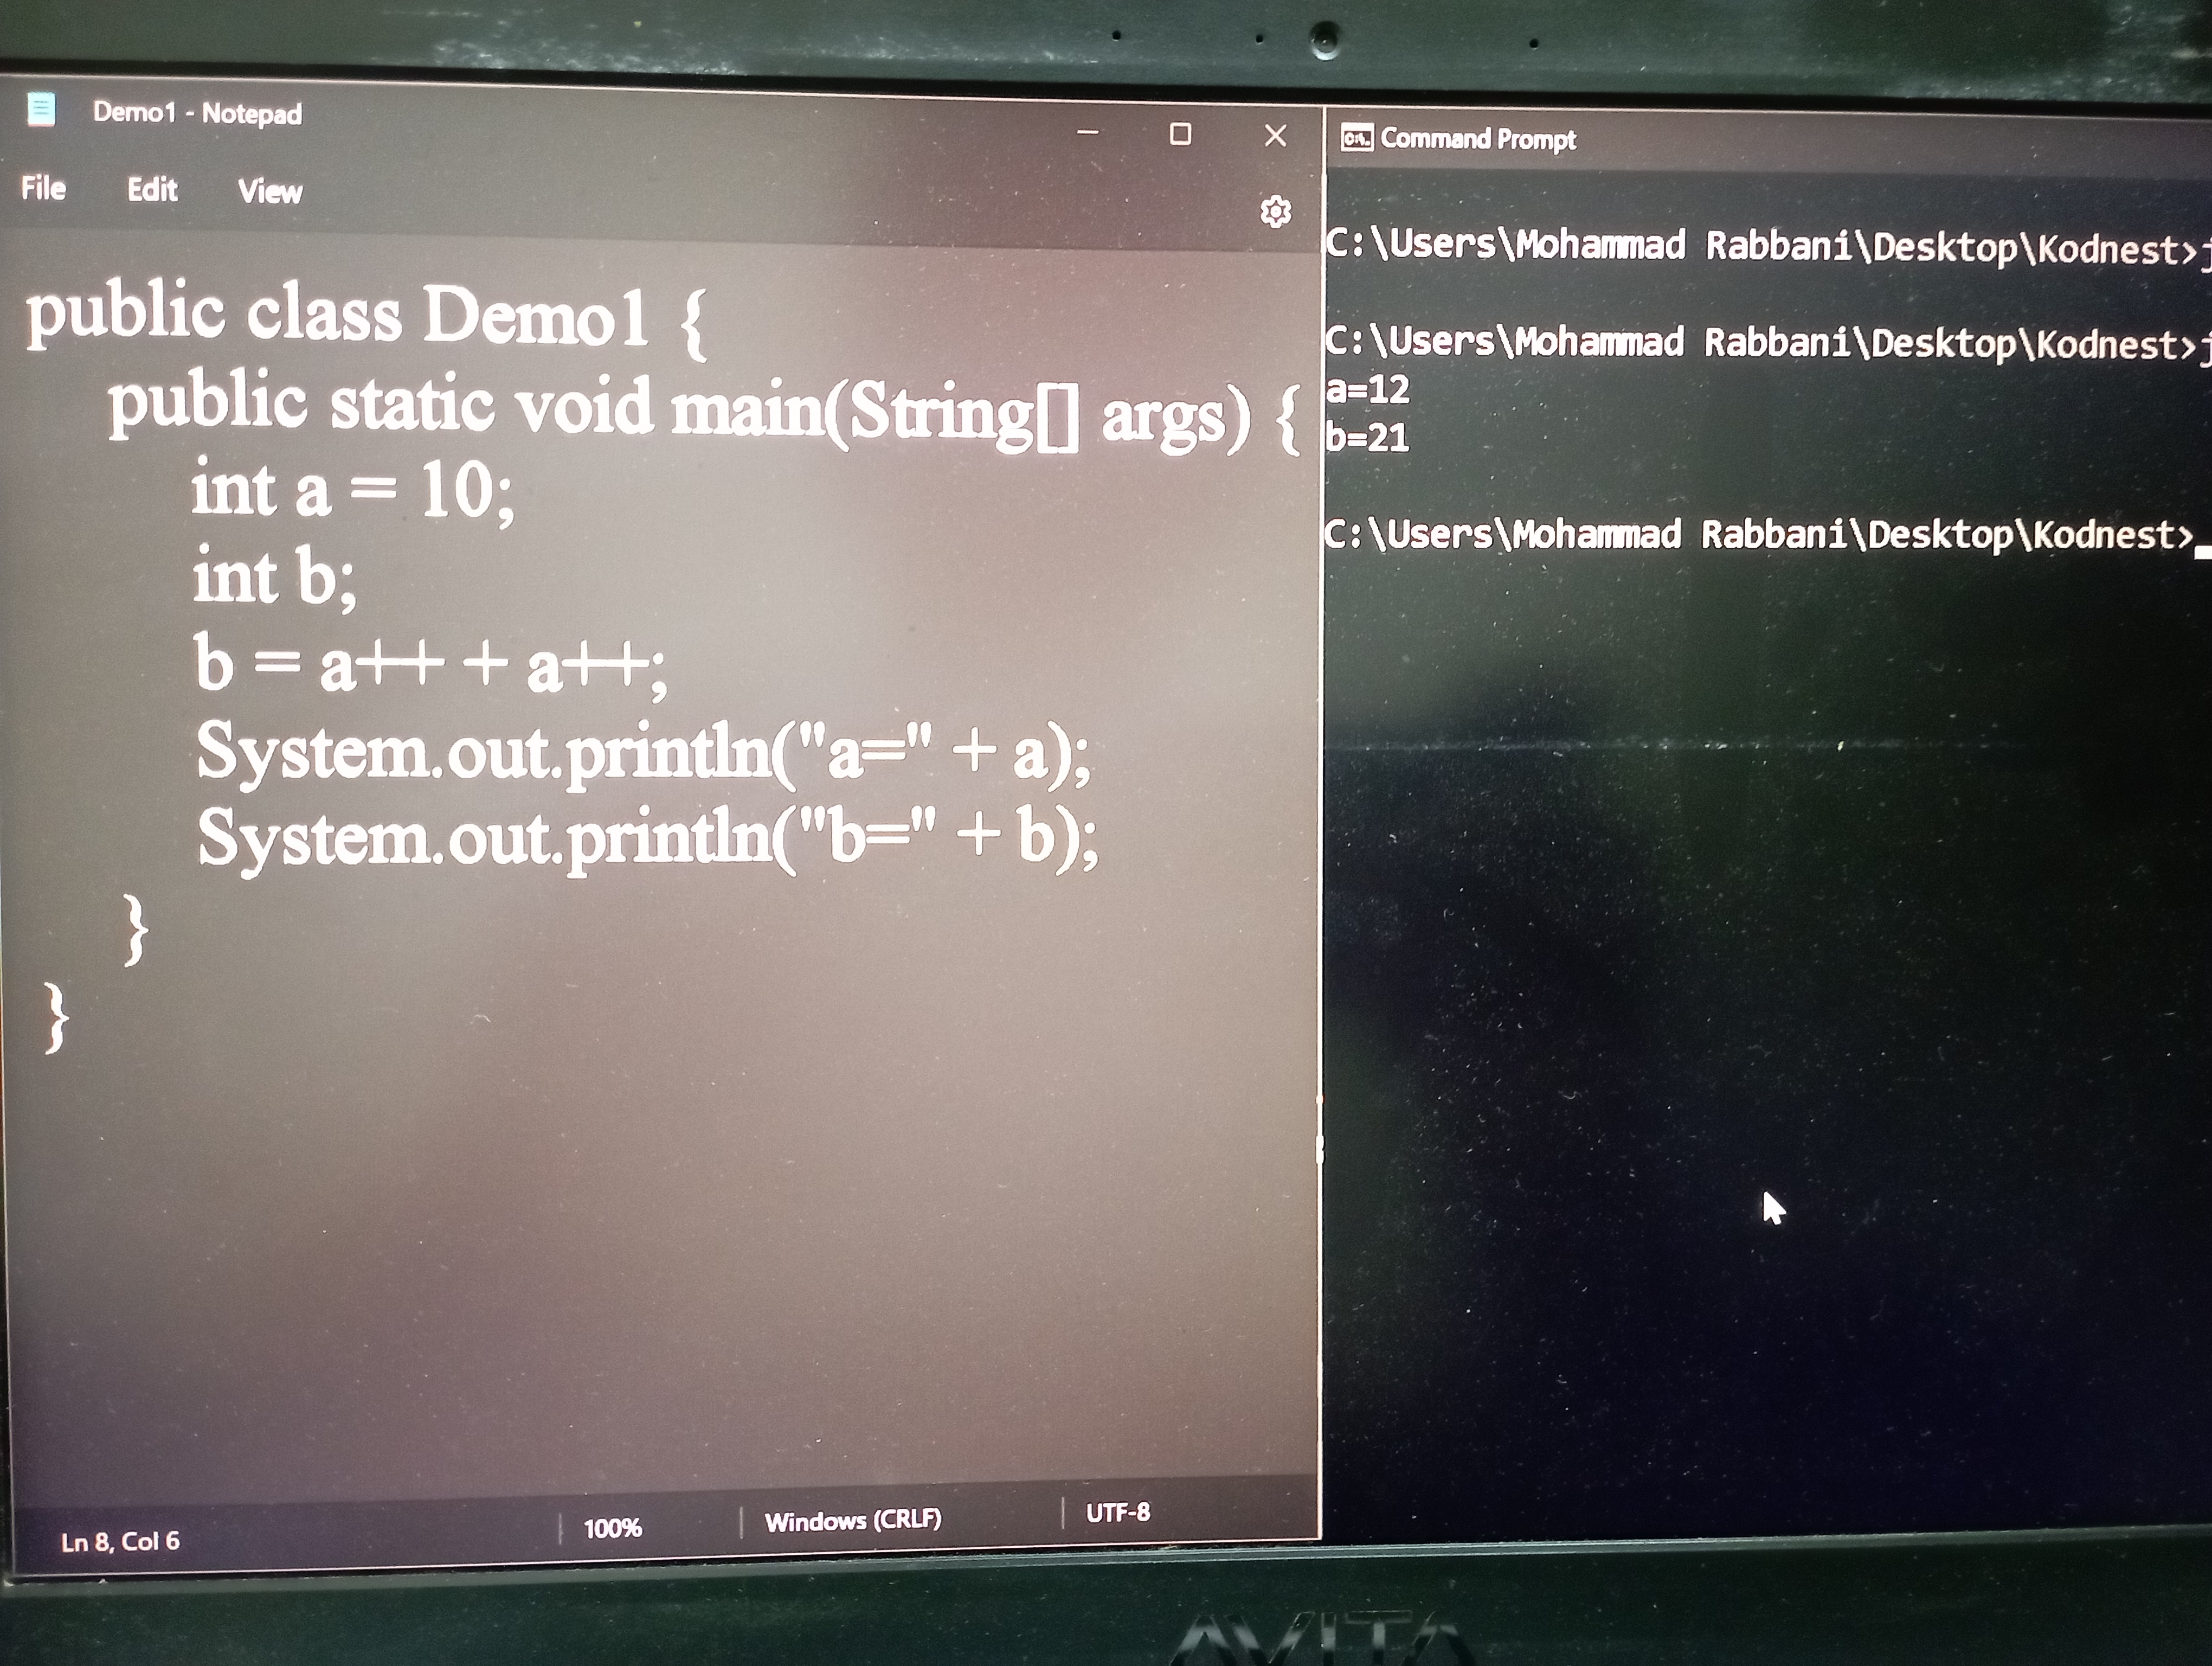 Demo1 - Notepad
File Edit View
public class Demo1 {
public static void main(String[] args) {
int a = 10;
int b;
b = a++ + a++;
System.out.println("a=" + a);
System.out.println("b=" + b);
}
}
Ln 8, Col 6 100% Windows (CRLF) UTF-8
Command Prompt
C:\Users\Mohammad Rabbani\Desktop\Kodnest>j
C:\Users\Mohammad Rabbani\Desktop\Kodnest>j
a=12
b=21
C:\Users\Mohammad Rabbani\Desktop\Kodnest>
AVITA